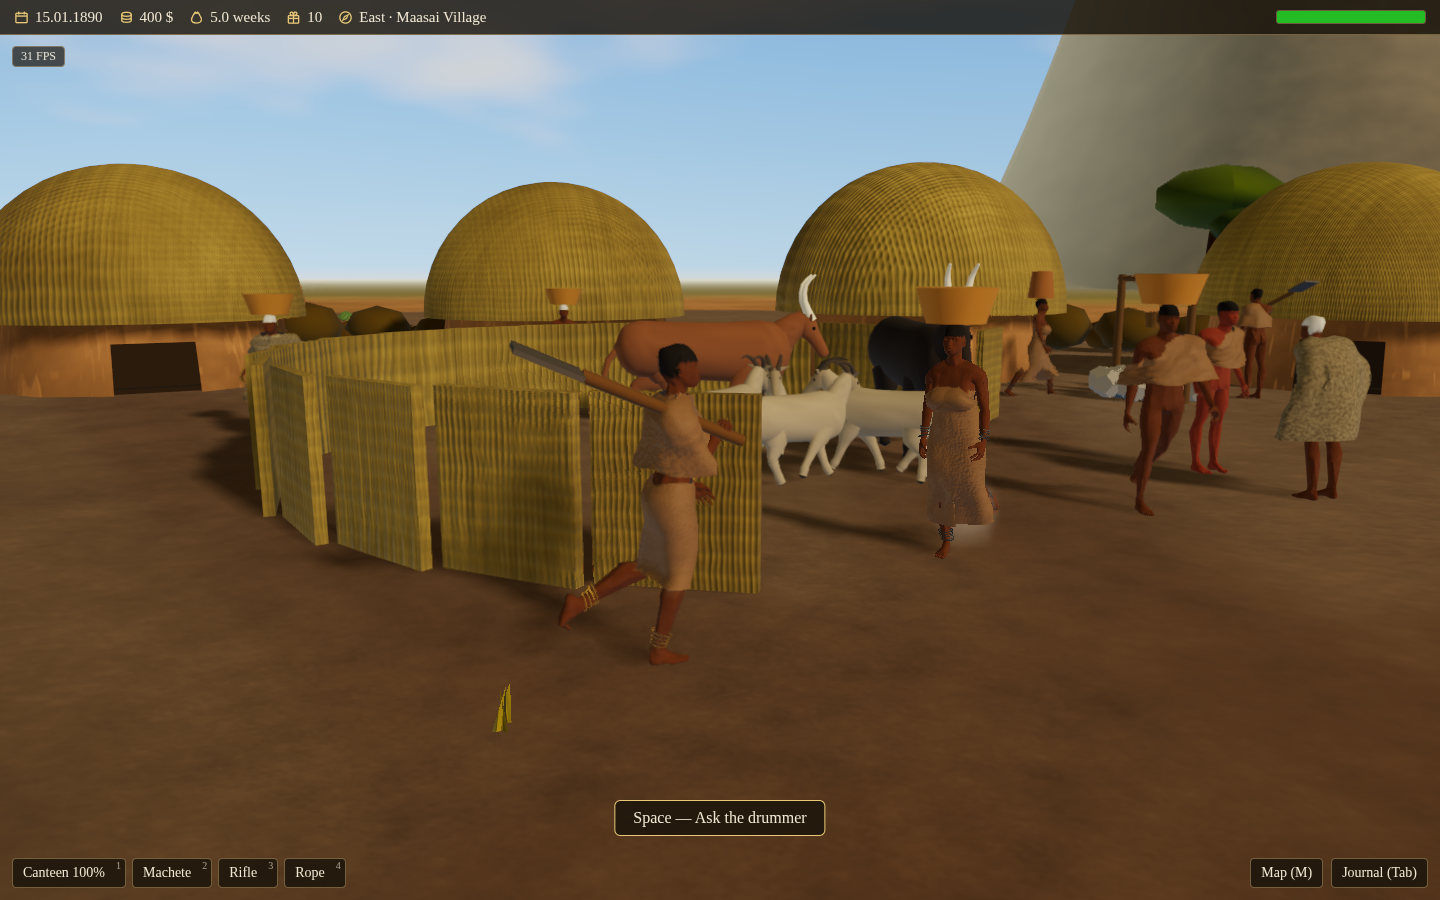 15.01.1890 400 $ 5.0 weeks 10 East · Maasai Village
31 FPS
Space — Ask the drummer
Canteen 100% 1 Machete 2 Rifle 3 Rope 4 Map (M) Journal (Tab)